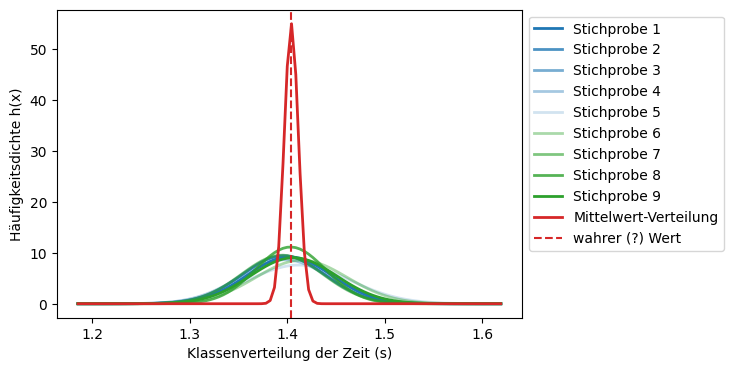 Häufigkeitsdichte h(x)
50
40
30
20
10
0
1.2 1.3 1.4 1.5 1.6
Klassenverteilung der Zeit (s)
Stichprobe 1
Stichprobe 2
Stichprobe 3
Stichprobe 4
Stichprobe 5
Stichprobe 6
Stichprobe 7
Stichprobe 8
Stichprobe 9
Mittelwert-Verteilung
wahrer (?) Wert